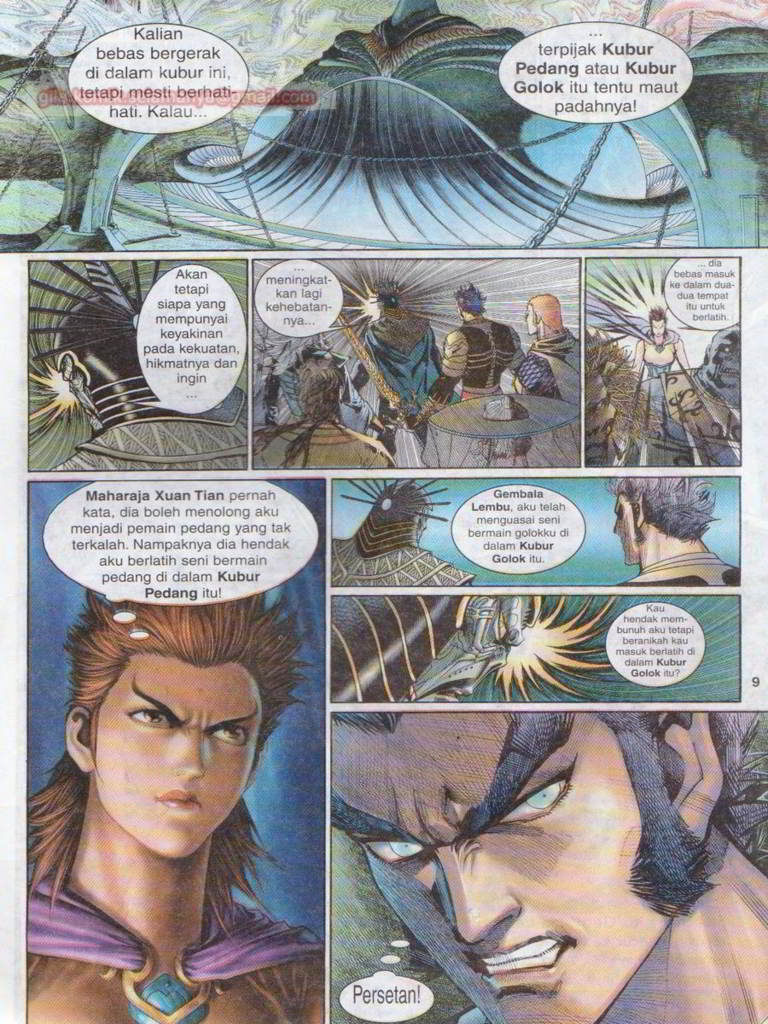 Kalian
bebas bergerak
di dalam kubur ini,
tetapi mesti berhati-
hati. Kalau...
...
terpijak Kubur
Pedang atau Kubur
Golok itu tentu maut
padahnya!
Akan
tetapi
siapa yang
mempunyai
keyakinan
pada kekuatan,
hikmatnya dan
ingin
...
...
meningkat-
kan lagi
kehebatan-
nya...
... dia
bebas masuk
ke dalam dua-
dua tempat
itu untuk
berlatih.
Maharaja Xuan Tian pernah
kata, dia boleh menolong aku
menjadi pemain pedang yang tak
terkalah. Nampaknya dia hendak
aku berlatih seni bermain
pedang di dalam Kubur
Pedang itu!
Gembala
Lembu, aku telah
menguasai seni
bermain golokku di
dalam Kubur
Golok itu.
Kau
hendak mem-
bunuh aku tetapi
beranikah kau
masuk berlatih di
dalam Kubur
Golok itu?
9
Persetan!